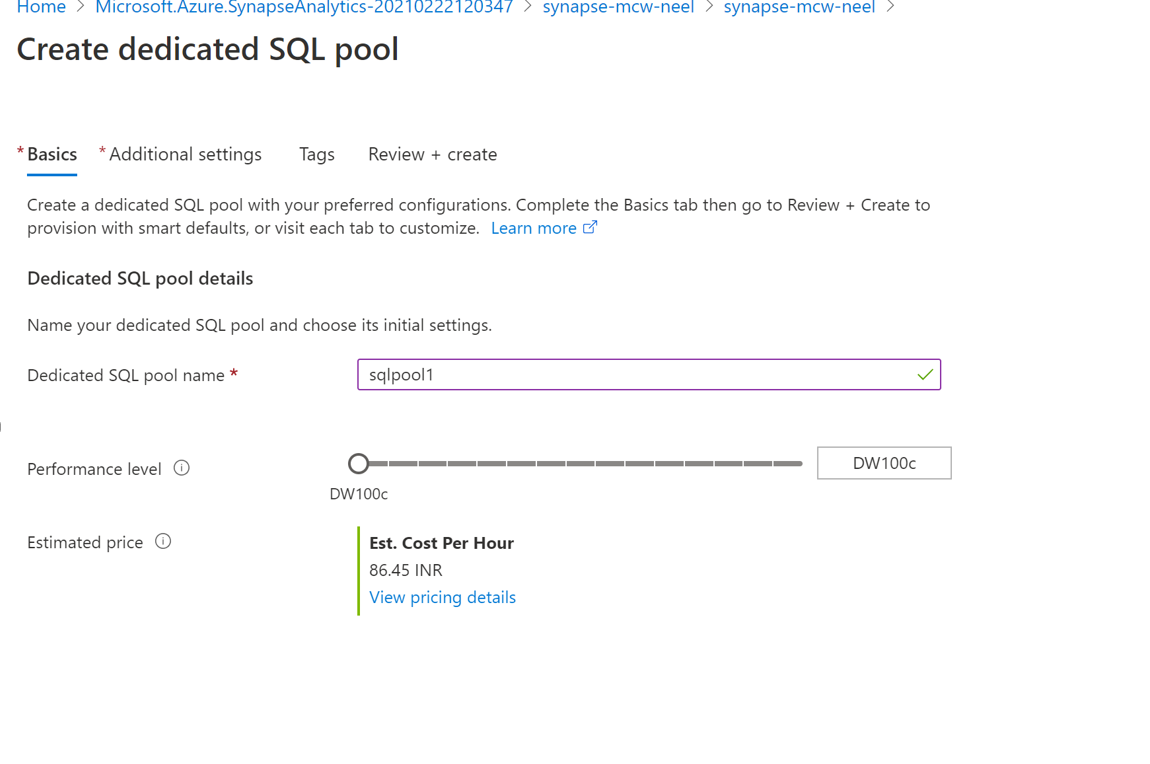 Home > Microsoft.Azure.SynapseAnalytics-20210222120347 > synapse-mcw-neel > synapse-mcw-neel >
Create dedicated SQL pool
* Basics * Additional settings Tags Review + create
Create a dedicated SQL pool with your preferred configurations. Complete the Basics tab then go to Review + Create to
provision with smart defaults, or visit each tab to customize. Learn more
Dedicated SQL pool details
Name your dedicated SQL pool and choose its initial settings.
Dedicated SQL pool name * sqlpool1
Performance level DW100c
DW100c
Estimated price Est. Cost Per Hour
86.45 INR
View pricing details